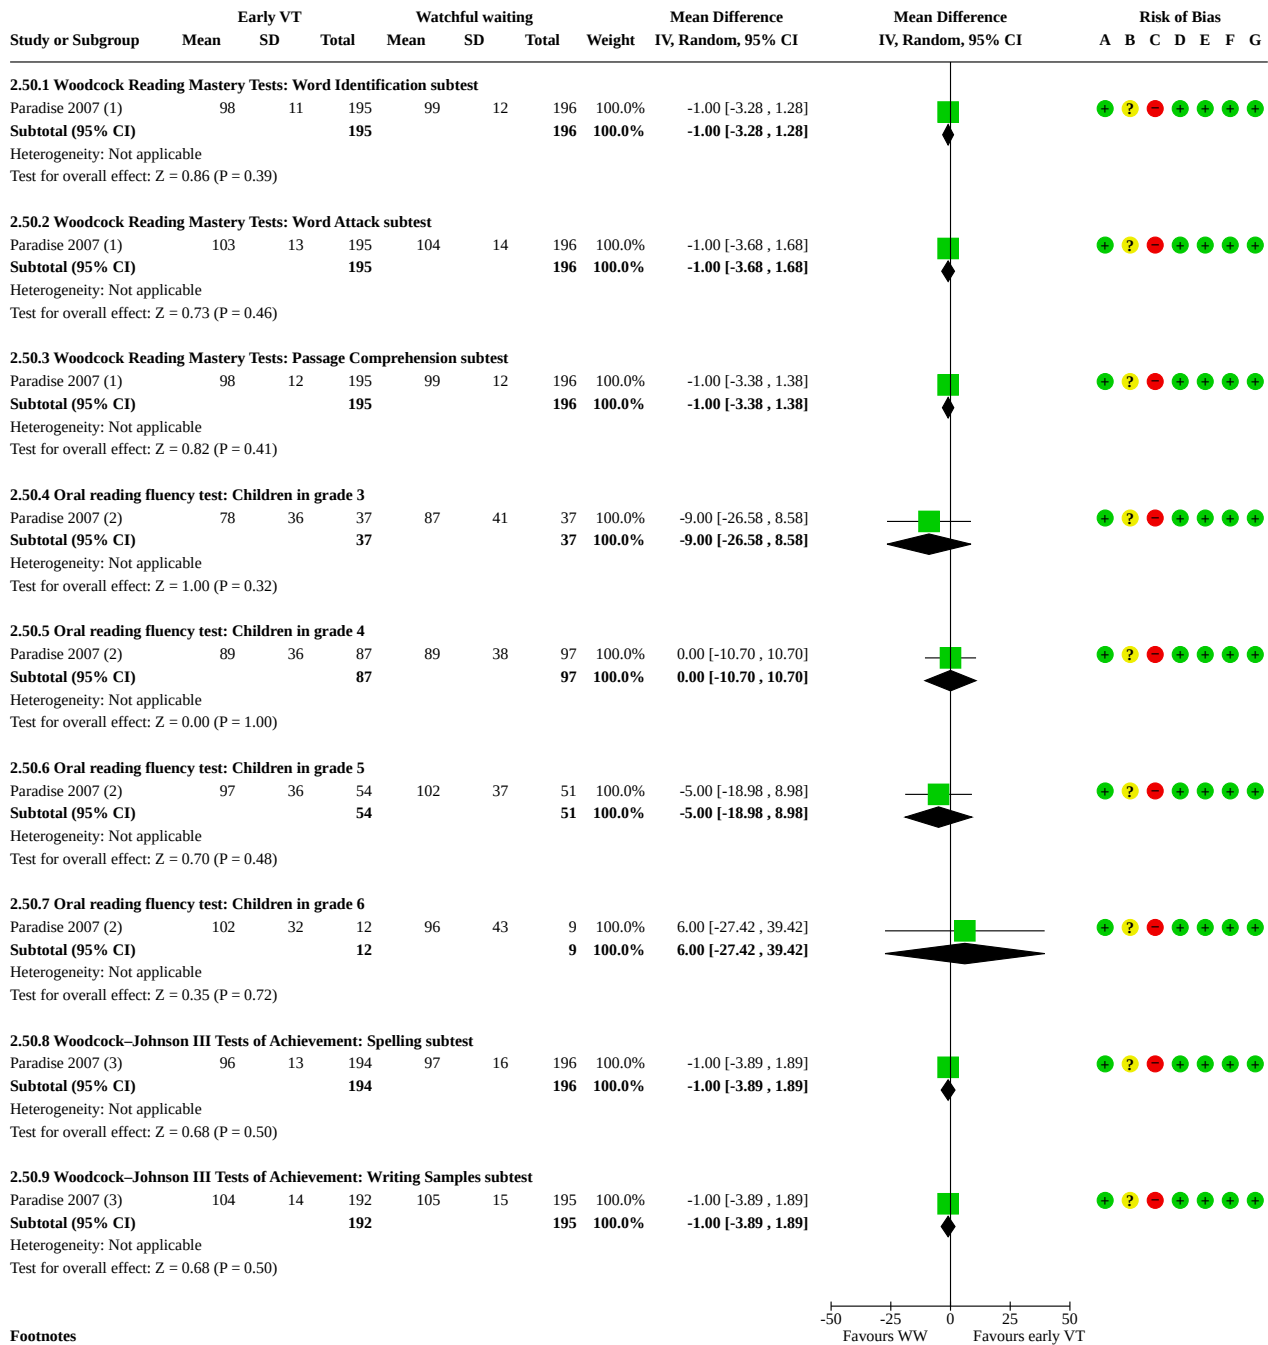 Early VT Watchful waiting Mean Difference Mean Difference Risk of Bias
Study or Subgroup Mean SD Total Mean SD Total Weight IV, Random, 95% CI IV, Random, 95% CI A B C D E F G
2.50.1 Woodcock Reading Mastery Tests: Word Identification subtest
Paradise 2007 (1) 98 11 195 99 12 196 100.0% -1.00 [-3.28 , 1.28] + ? − + + + +
Subtotal (95% CI) 195 196 100.0% -1.00 [-3.28 , 1.28]
Heterogeneity: Not applicable
Test for overall effect: Z = 0.86 (P = 0.39)
2.50.2 Woodcock Reading Mastery Tests: Word Attack subtest
Paradise 2007 (1) 103 13 195 104 14 196 100.0% -1.00 [-3.68 , 1.68] + ? − + + + +
Subtotal (95% CI) 195 196 100.0% -1.00 [-3.68 , 1.68]
Heterogeneity: Not applicable
Test for overall effect: Z = 0.73 (P = 0.46)
2.50.3 Woodcock Reading Mastery Tests: Passage Comprehension subtest
Paradise 2007 (1) 98 12 195 99 12 196 100.0% -1.00 [-3.38 , 1.38] + ? − + + + +
Subtotal (95% CI) 195 196 100.0% -1.00 [-3.38 , 1.38]
Heterogeneity: Not applicable
Test for overall effect: Z = 0.82 (P = 0.41)
2.50.4 Oral reading fluency test: Children in grade 3
Paradise 2007 (2) 78 36 37 87 41 37 100.0% -9.00 [-26.58 , 8.58] + ? − + + + +
Subtotal (95% CI) 37 37 100.0% -9.00 [-26.58 , 8.58]
Heterogeneity: Not applicable
Test for overall effect: Z = 1.00 (P = 0.32)
2.50.5 Oral reading fluency test: Children in grade 4
Paradise 2007 (2) 89 36 87 89 38 97 100.0% 0.00 [-10.70 , 10.70] + ? − + + + +
Subtotal (95% CI) 87 97 100.0% 0.00 [-10.70 , 10.70]
Heterogeneity: Not applicable
Test for overall effect: Z = 0.00 (P = 1.00)
2.50.6 Oral reading fluency test: Children in grade 5
Paradise 2007 (2) 97 36 54 102 37 51 100.0% -5.00 [-18.98 , 8.98] + ? − + + + +
Subtotal (95% CI) 54 51 100.0% -5.00 [-18.98 , 8.98]
Heterogeneity: Not applicable
Test for overall effect: Z = 0.70 (P = 0.48)
2.50.7 Oral reading fluency test: Children in grade 6
Paradise 2007 (2) 102 32 12 96 43 9 100.0% 6.00 [-27.42 , 39.42] + ? − + + + +
Subtotal (95% CI) 12 9 100.0% 6.00 [-27.42 , 39.42]
Heterogeneity: Not applicable
Test for overall effect: Z = 0.35 (P = 0.72)
2.50.8 Woodcock–Johnson III Tests of Achievement: Spelling subtest
Paradise 2007 (3) 96 13 194 97 16 196 100.0% -1.00 [-3.89 , 1.89] + ? − + + + +
Subtotal (95% CI) 194 196 100.0% -1.00 [-3.89 , 1.89]
Heterogeneity: Not applicable
Test for overall effect: Z = 0.68 (P = 0.50)
2.50.9 Woodcock–Johnson III Tests of Achievement: Writing Samples subtest
Paradise 2007 (3) 104 14 192 105 15 195 100.0% -1.00 [-3.89 , 1.89] + ? − + + + +
Subtotal (95% CI) 192 195 100.0% -1.00 [-3.89 , 1.89]
Heterogeneity: Not applicable
Test for overall effect: Z = 0.68 (P = 0.50)
-50 -25 0 25 50
Footnotes Favours WW Favours early VT